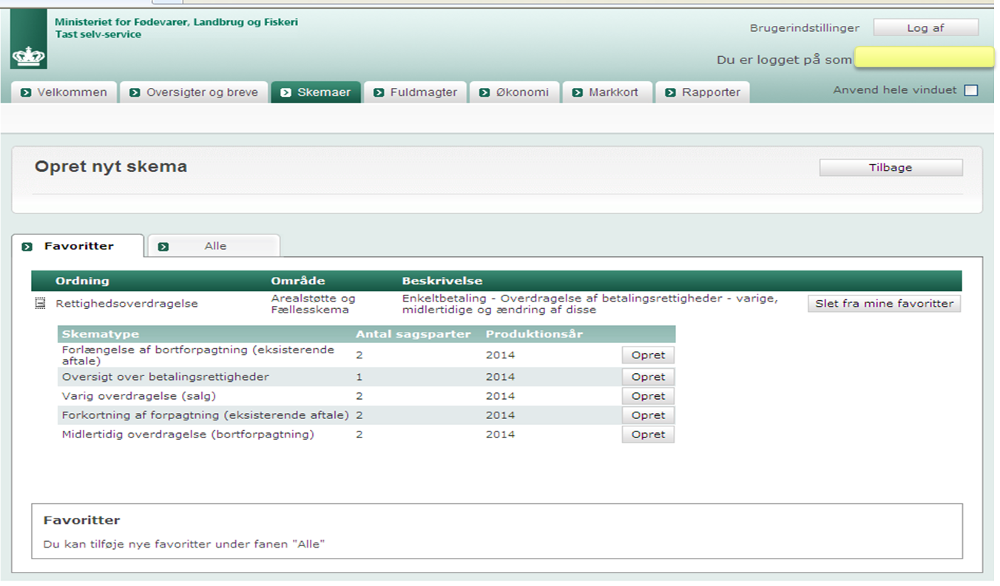 Ministeriet for Fødevarer, Landbrug og Fiskeri
Tast selv-service
Brugerindstillinger
Log af
Du er logget på som
Velkommen
Oversigter og breve
Skemaer
Fuldmagter
Økonomi
Markkort
Rapporter
Anvend hele vinduet
Opret nyt skema
Tilbage
Favoritter
Alle
Ordning Område Beskrivelse
Rettighedsoverdragelse
Arealstøtte og
Fællesskema
Enkeltbetaling - Overdragelse af betalingsrettigheder - varige,
midlertidige og ændring af disse
Slet fra mine favoritter
Skematype Antal sagsparter Produktionsår
Forlængelse af bortforpagtning (eksisterende
aftale)
2 2014 Opret
Oversigt over betalingsrettigheder 1 2014 Opret
Varig overdragelse (salg) 2 2014 Opret
Forkortning af forpagtning (eksisterende aftale) 2 2014 Opret
Midlertidig overdragelse (bortforpagtning) 2 2014 Opret
Favoritter
Du kan tilføje nye favoritter under fanen "Alle"